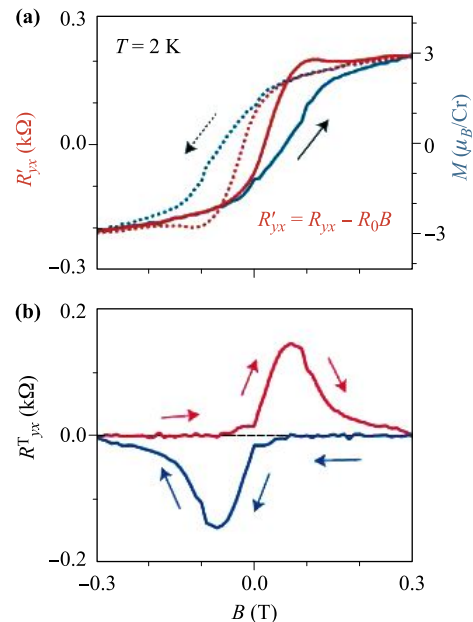 (a)
0.3
T = 2 K
3
R′yx (kΩ)
0.0
0
M (μB/Cr)
R′yx = Ryx – R0B
–3
–0.3
(b)
0.2
RTyx (kΩ)
0.0
–0.2
–0.3
0.0
0.3
B (T)